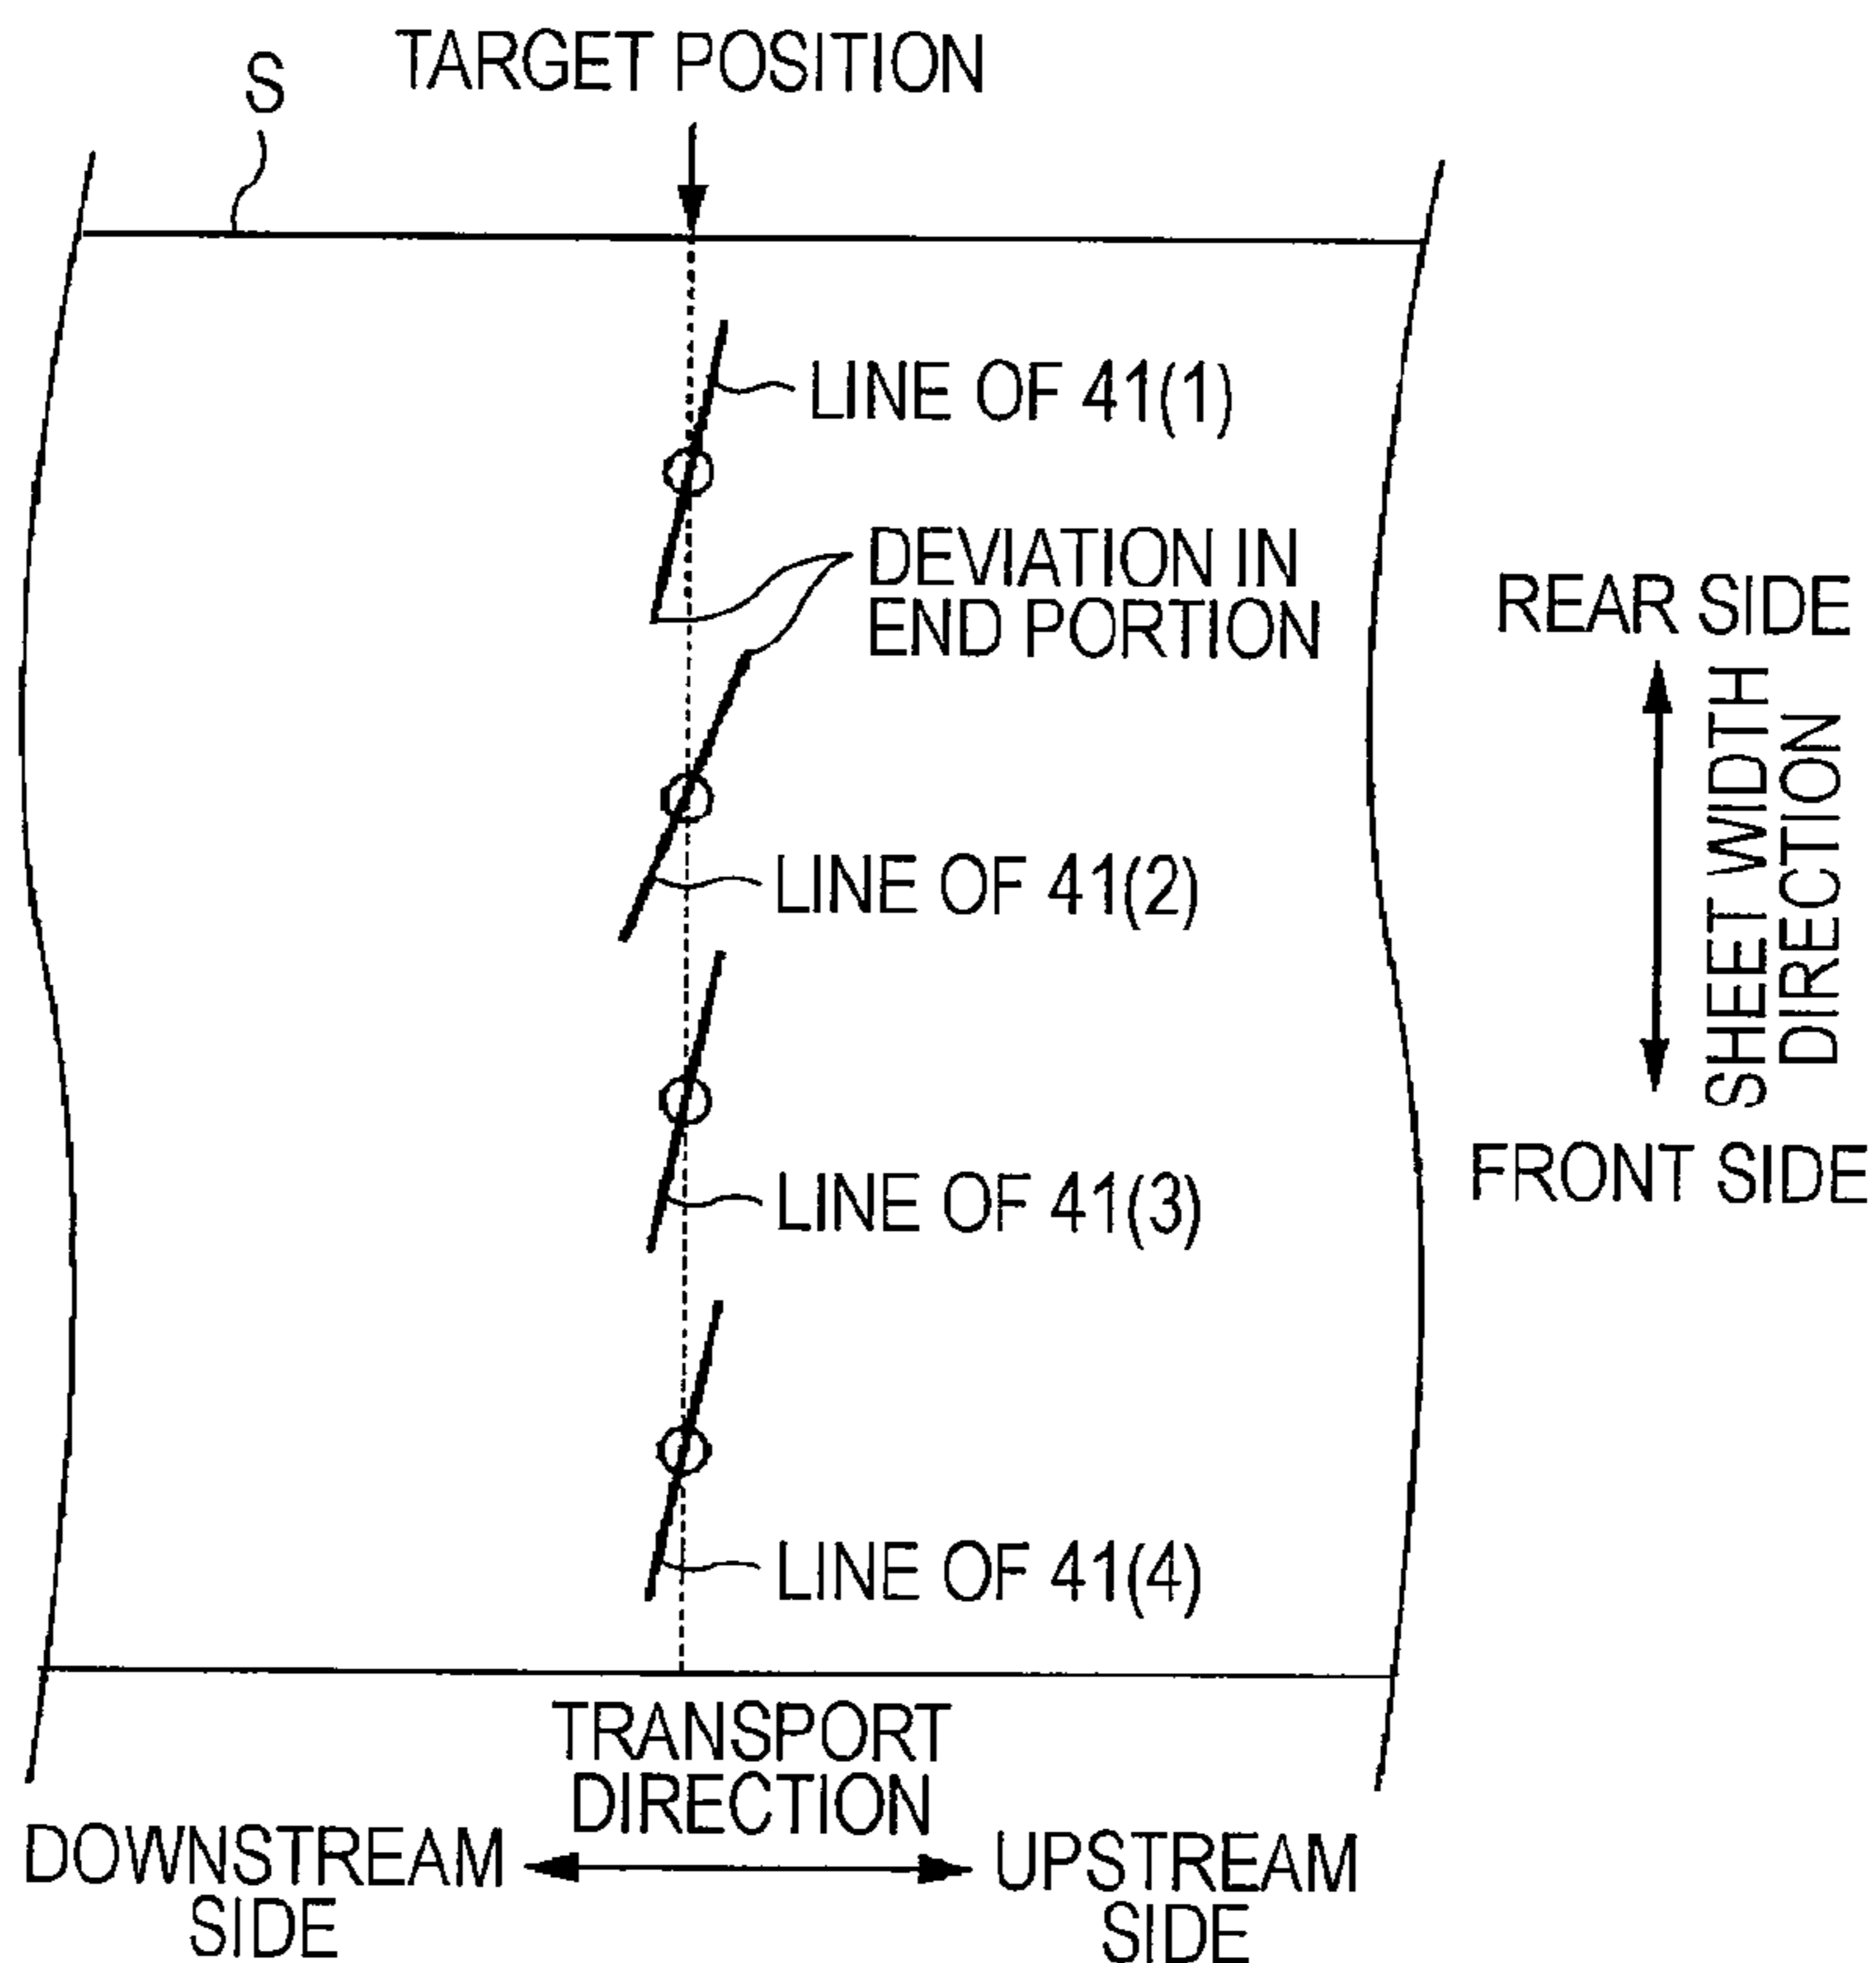 S
TARGET POSITION
LINE OF 41(1)
DEVIATION IN
END PORTION
REAR SIDE
SHEET WIDTH
DIRECTION
LINE OF 41(2)
FRONT SIDE
LINE OF 41(3)
LINE OF 41(4)
TRANSPORT
DIRECTION
DOWNSTREAM
SIDE
UPSTREAM
SIDE